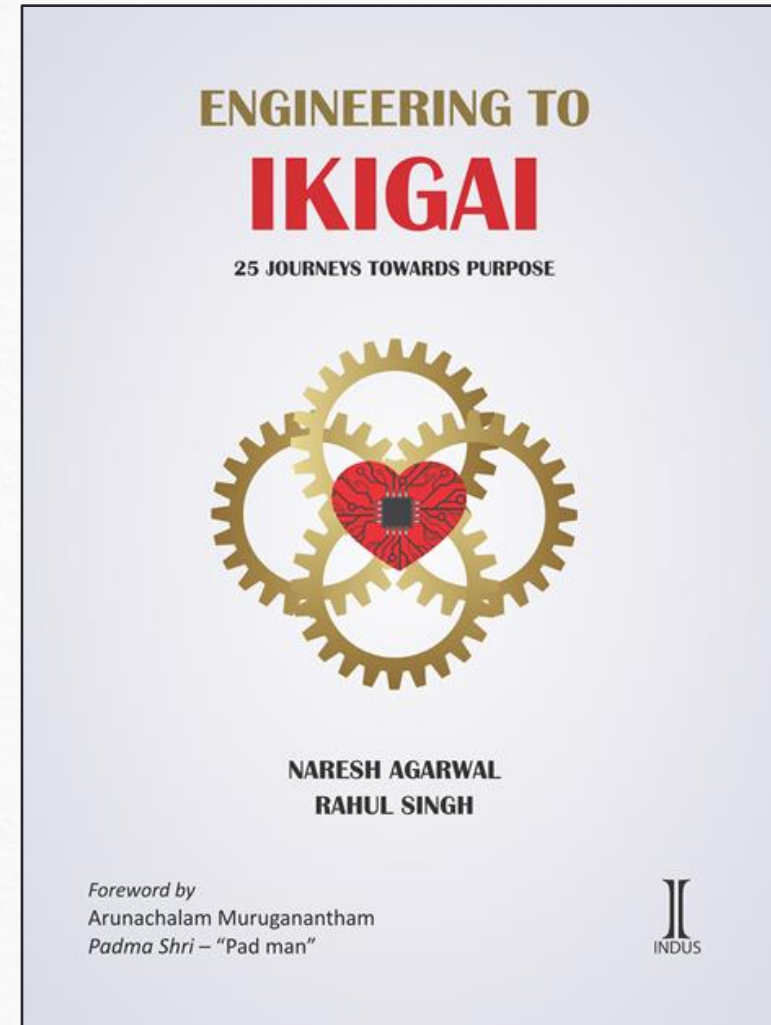 ENGINEERING TO
IKIGAI
25 JOURNEYS TOWARDS PURPOSE
NARESH AGARWAL
RAHUL SINGH
Foreword by
Arunachalam Muruganantham
Padma Shri – “Pad man”
INDUS